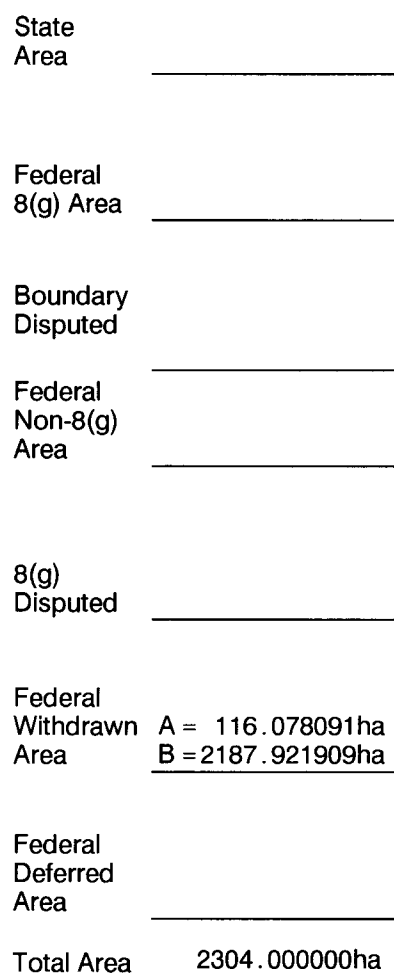 State
Area
Federal
8(g) Area
Boundary
Disputed
Federal
Non-8(g)
Area
8(g)
Disputed
Federal
Withdrawn A = 116.078091ha
Area B =2187.921909ha
Federal
Deferred
Area
Total Area 2304.000000ha